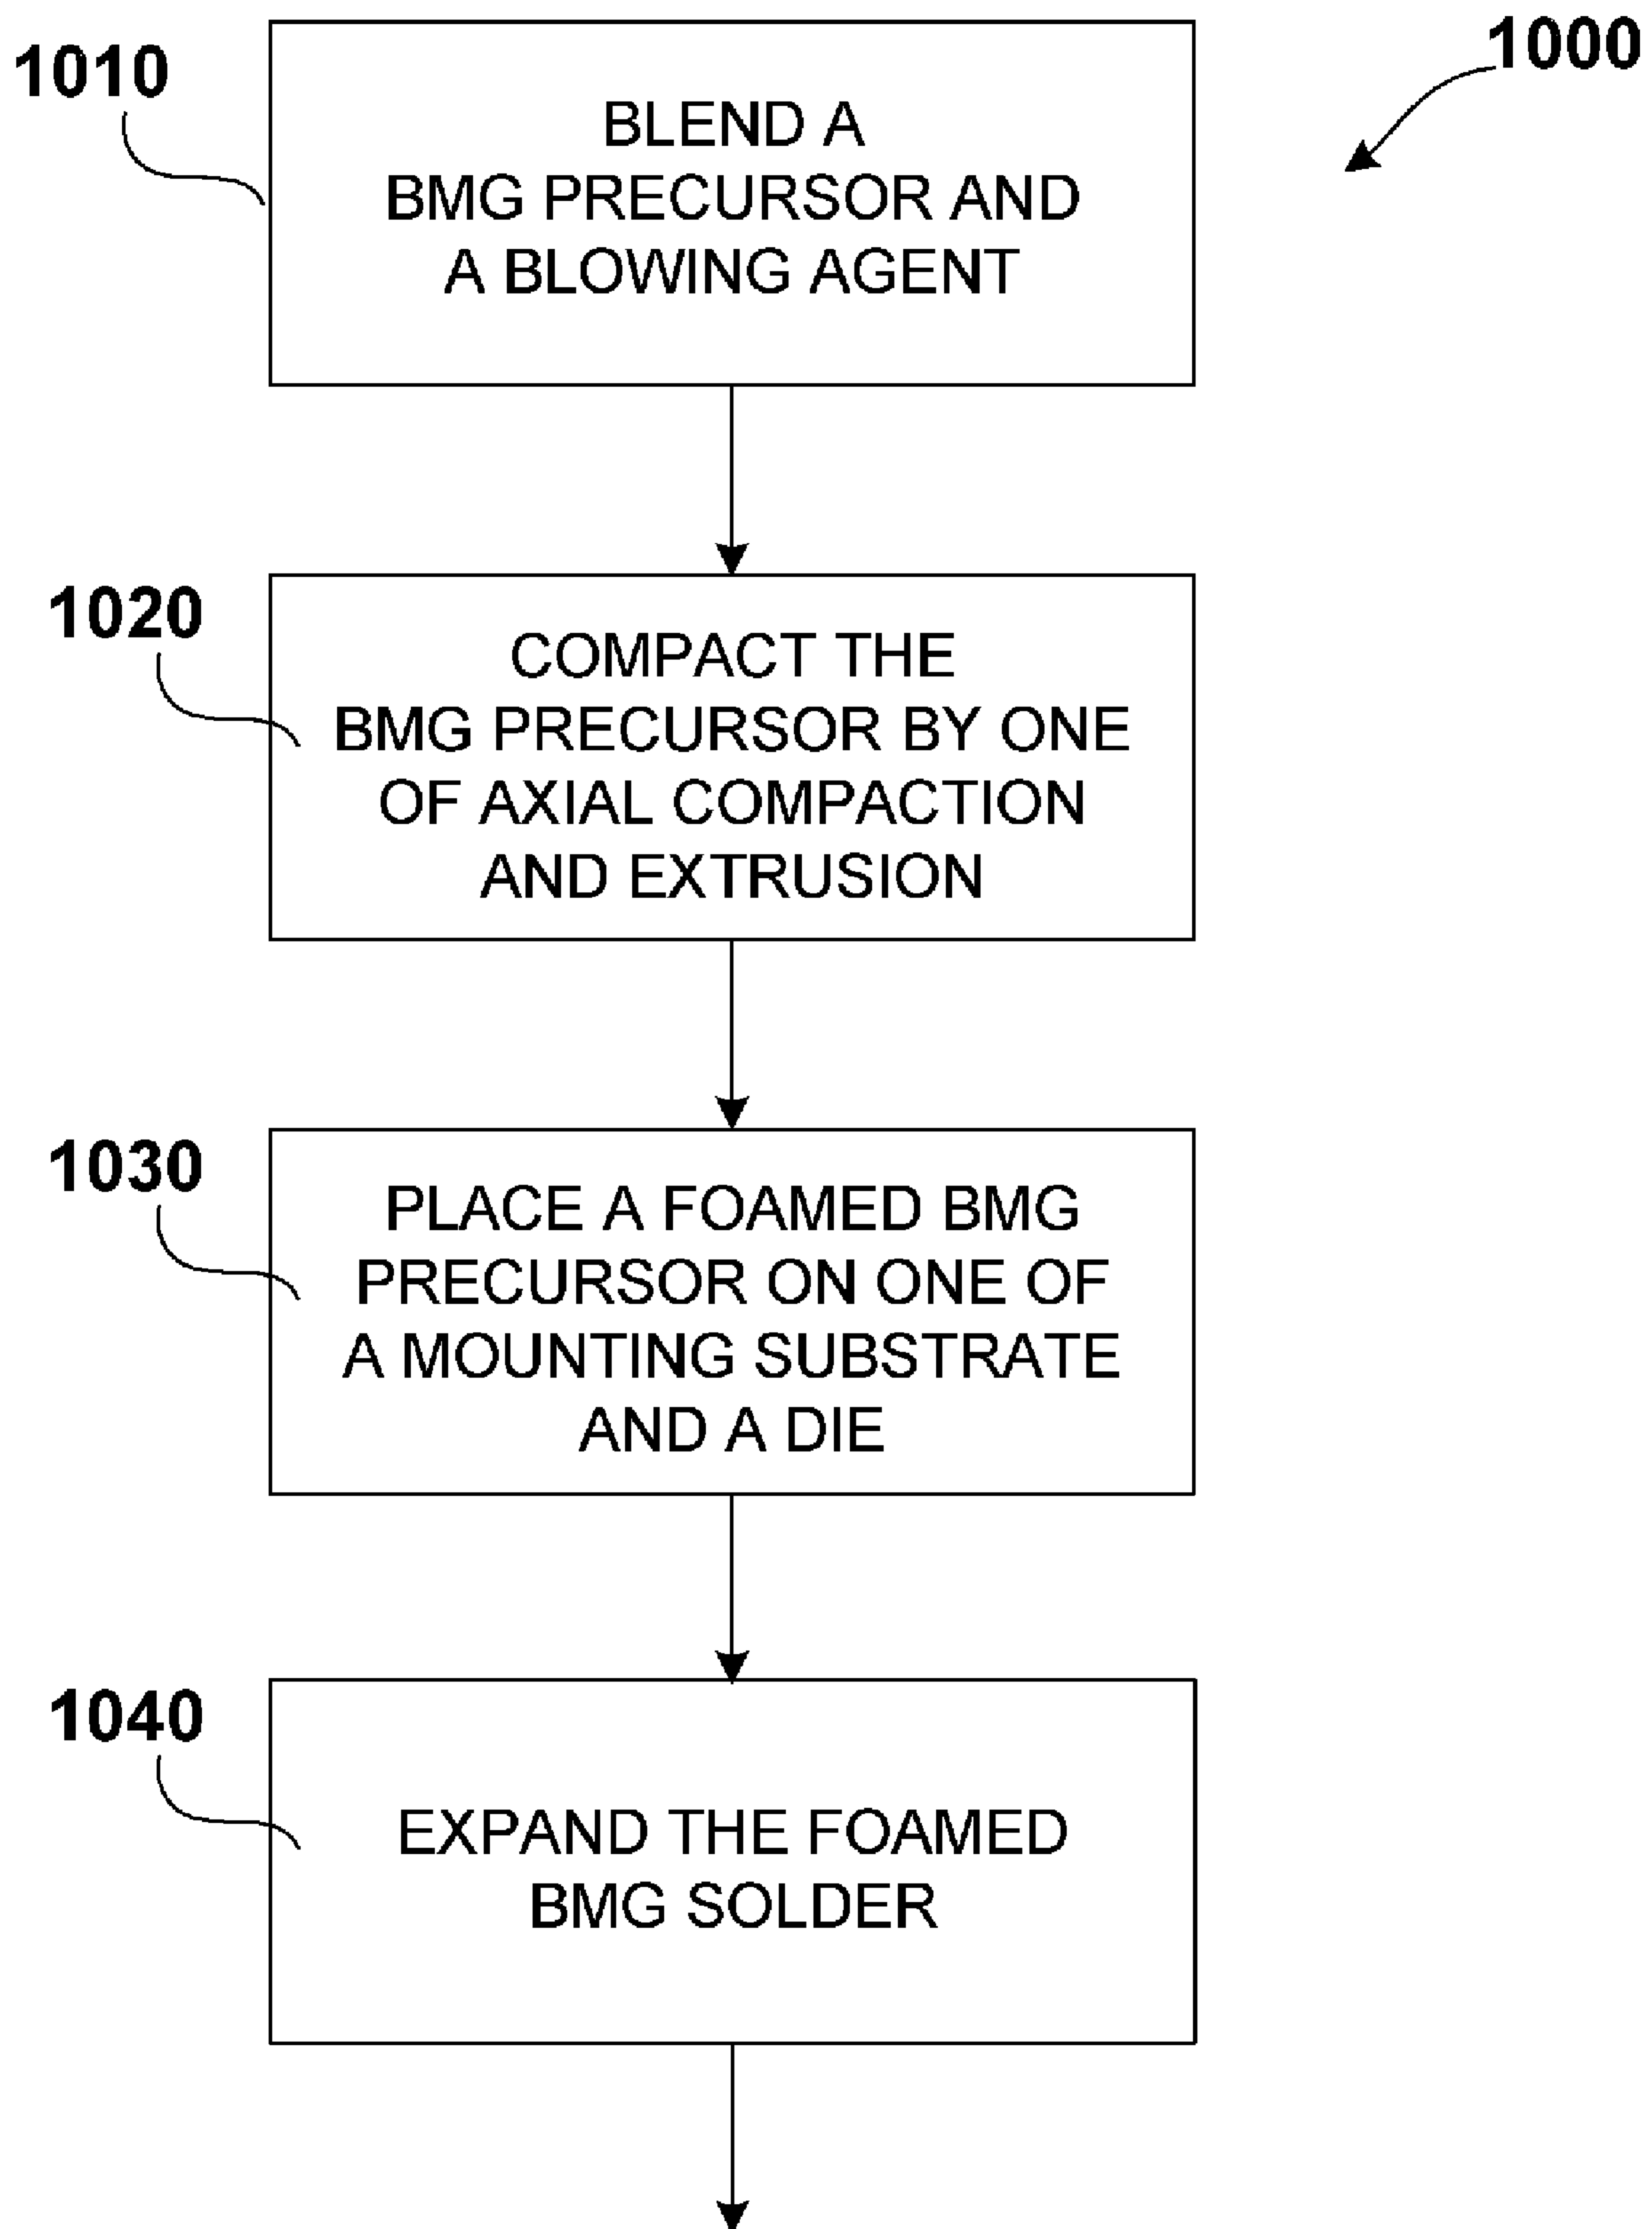 1000
1010
BLEND A
BMG PRECURSOR AND
A BLOWING AGENT
1020
COMPACT THE
BMG PRECURSOR BY ONE
OF AXIAL COMPACTION
AND EXTRUSION
1030
PLACE A FOAMED BMG
PRECURSOR ON ONE OF
A MOUNTING SUBSTRATE
AND A DIE
1040
EXPAND THE FOAMED
BMG SOLDER